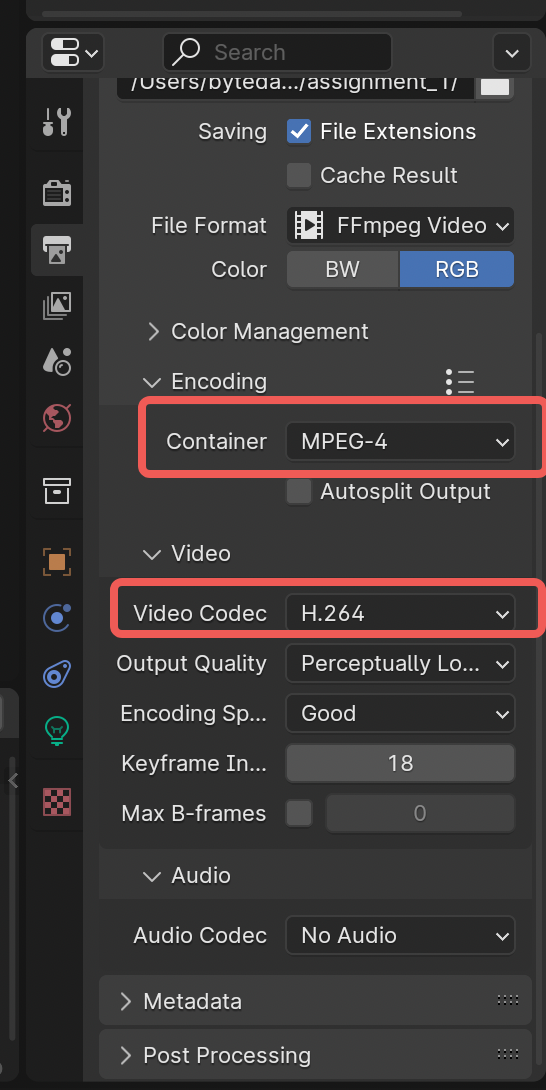 Search
/Users/byteda.../assignment_1/
Saving File Extensions
Cache Result
File Format FFmpeg Video
Color BW RGB
Color Management
Encoding
Container MPEG-4
Autosplit Output
Video
Video Codec H.264
Output Quality Perceptually Lo...
Encoding Sp... Good
Keyframe In... 18
Max B-frames 0
Audio
Audio Codec No Audio
Metadata
Post Processing